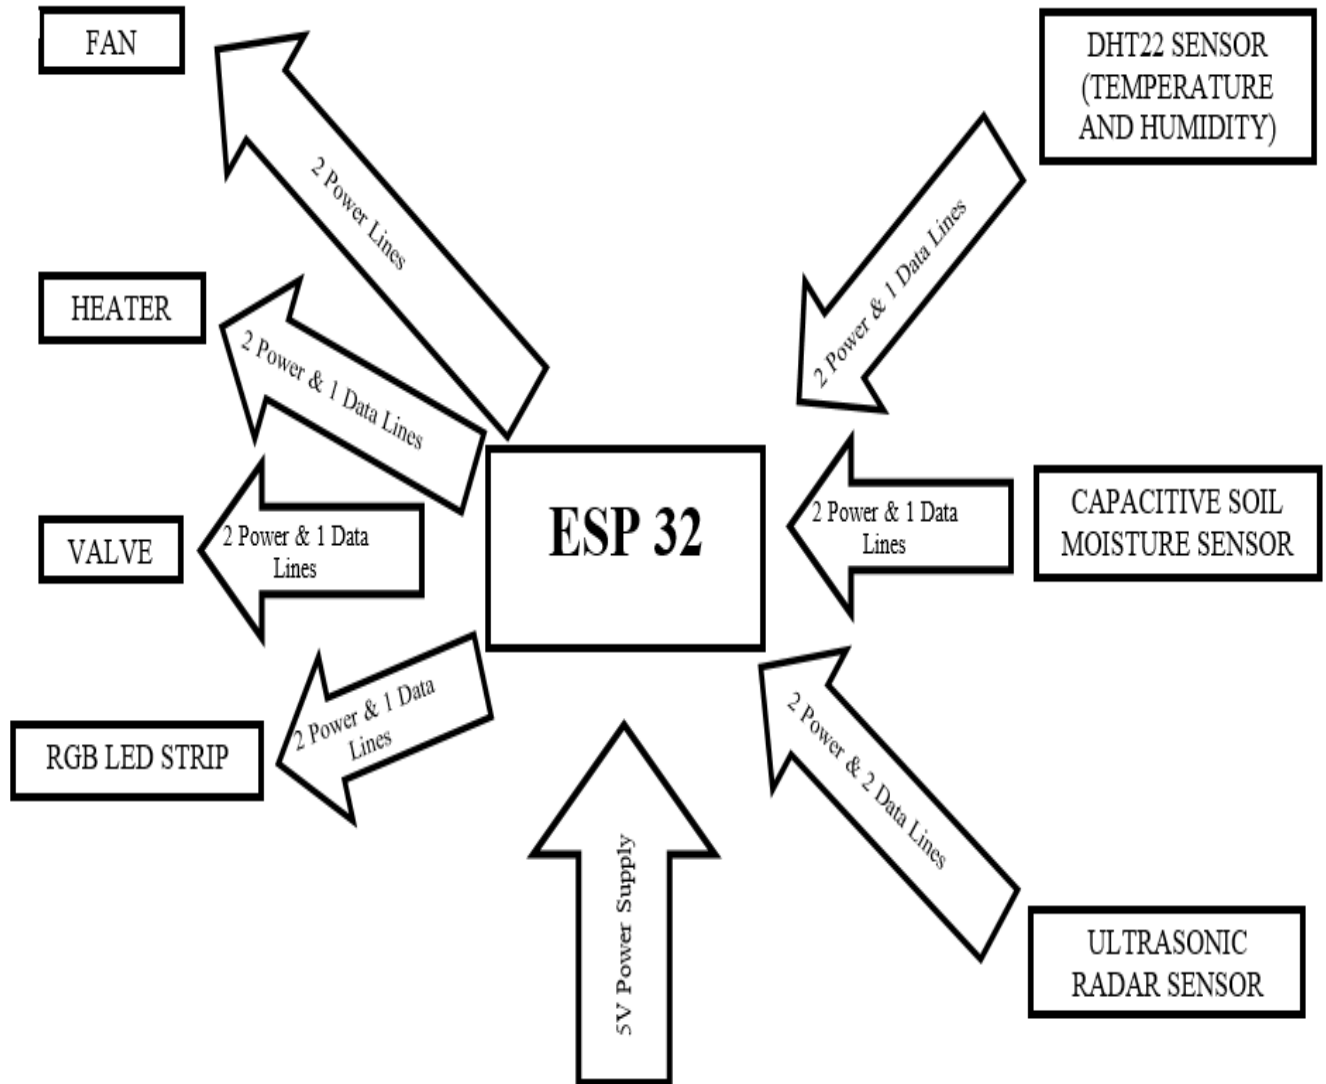 FAN
2 Power Lines
HEATER
2 Power & 1 Data Lines
VALVE
2 Power & 1 Data
Lines
RGB LED STRIP
2 Power & 1 Data
Lines
ESP 32
5V Power Supply
DHT22 SENSOR
(TEMPERATURE
AND HUMIDITY)
2 Power & 1 Data Lines
CAPACITIVE SOIL
MOISTURE SENSOR
2 Power & 1 Data
Lines
ULTRASONIC
RADAR SENSOR
2 Power & 2 Data Lines